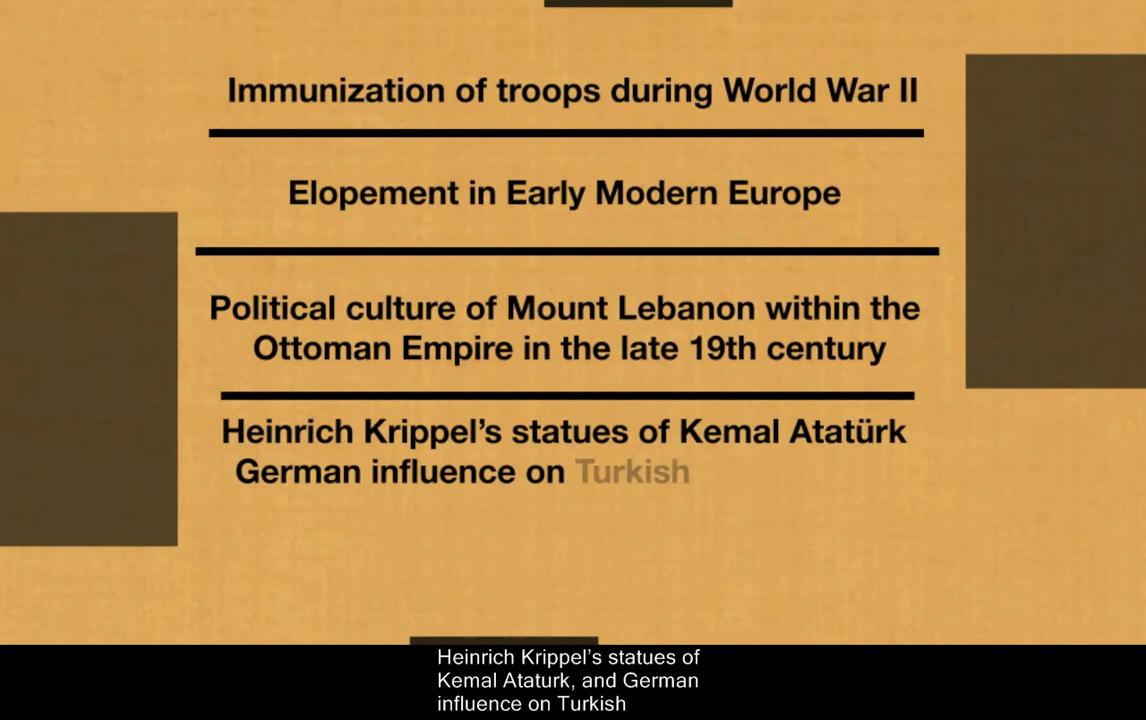 Immunization of troops during World War II
Elopement in Early Modern Europe
Political culture of Mount Lebanon within the
Ottoman Empire in the late 19th century
Heinrich Krippel’s statues of Kemal Atatürk
German influence on Turkish
Heinrich Krippel’s statues of
Kemal Ataturk, and German
influence on Turkish